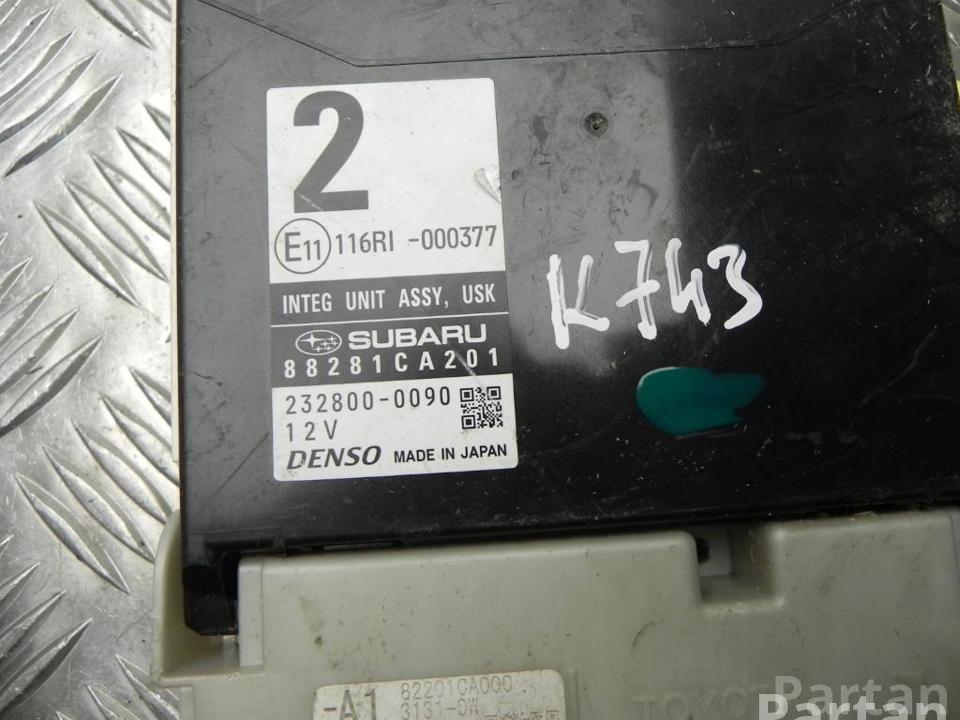 2
E11 116RI -000377
INTEG UNIT ASSY, USK
SUBARU
88281CA201
232800-0090
12V
DENSO MADE IN JAPAN
K743
-A1 82201CA000
3131-0W
Partan
Partan